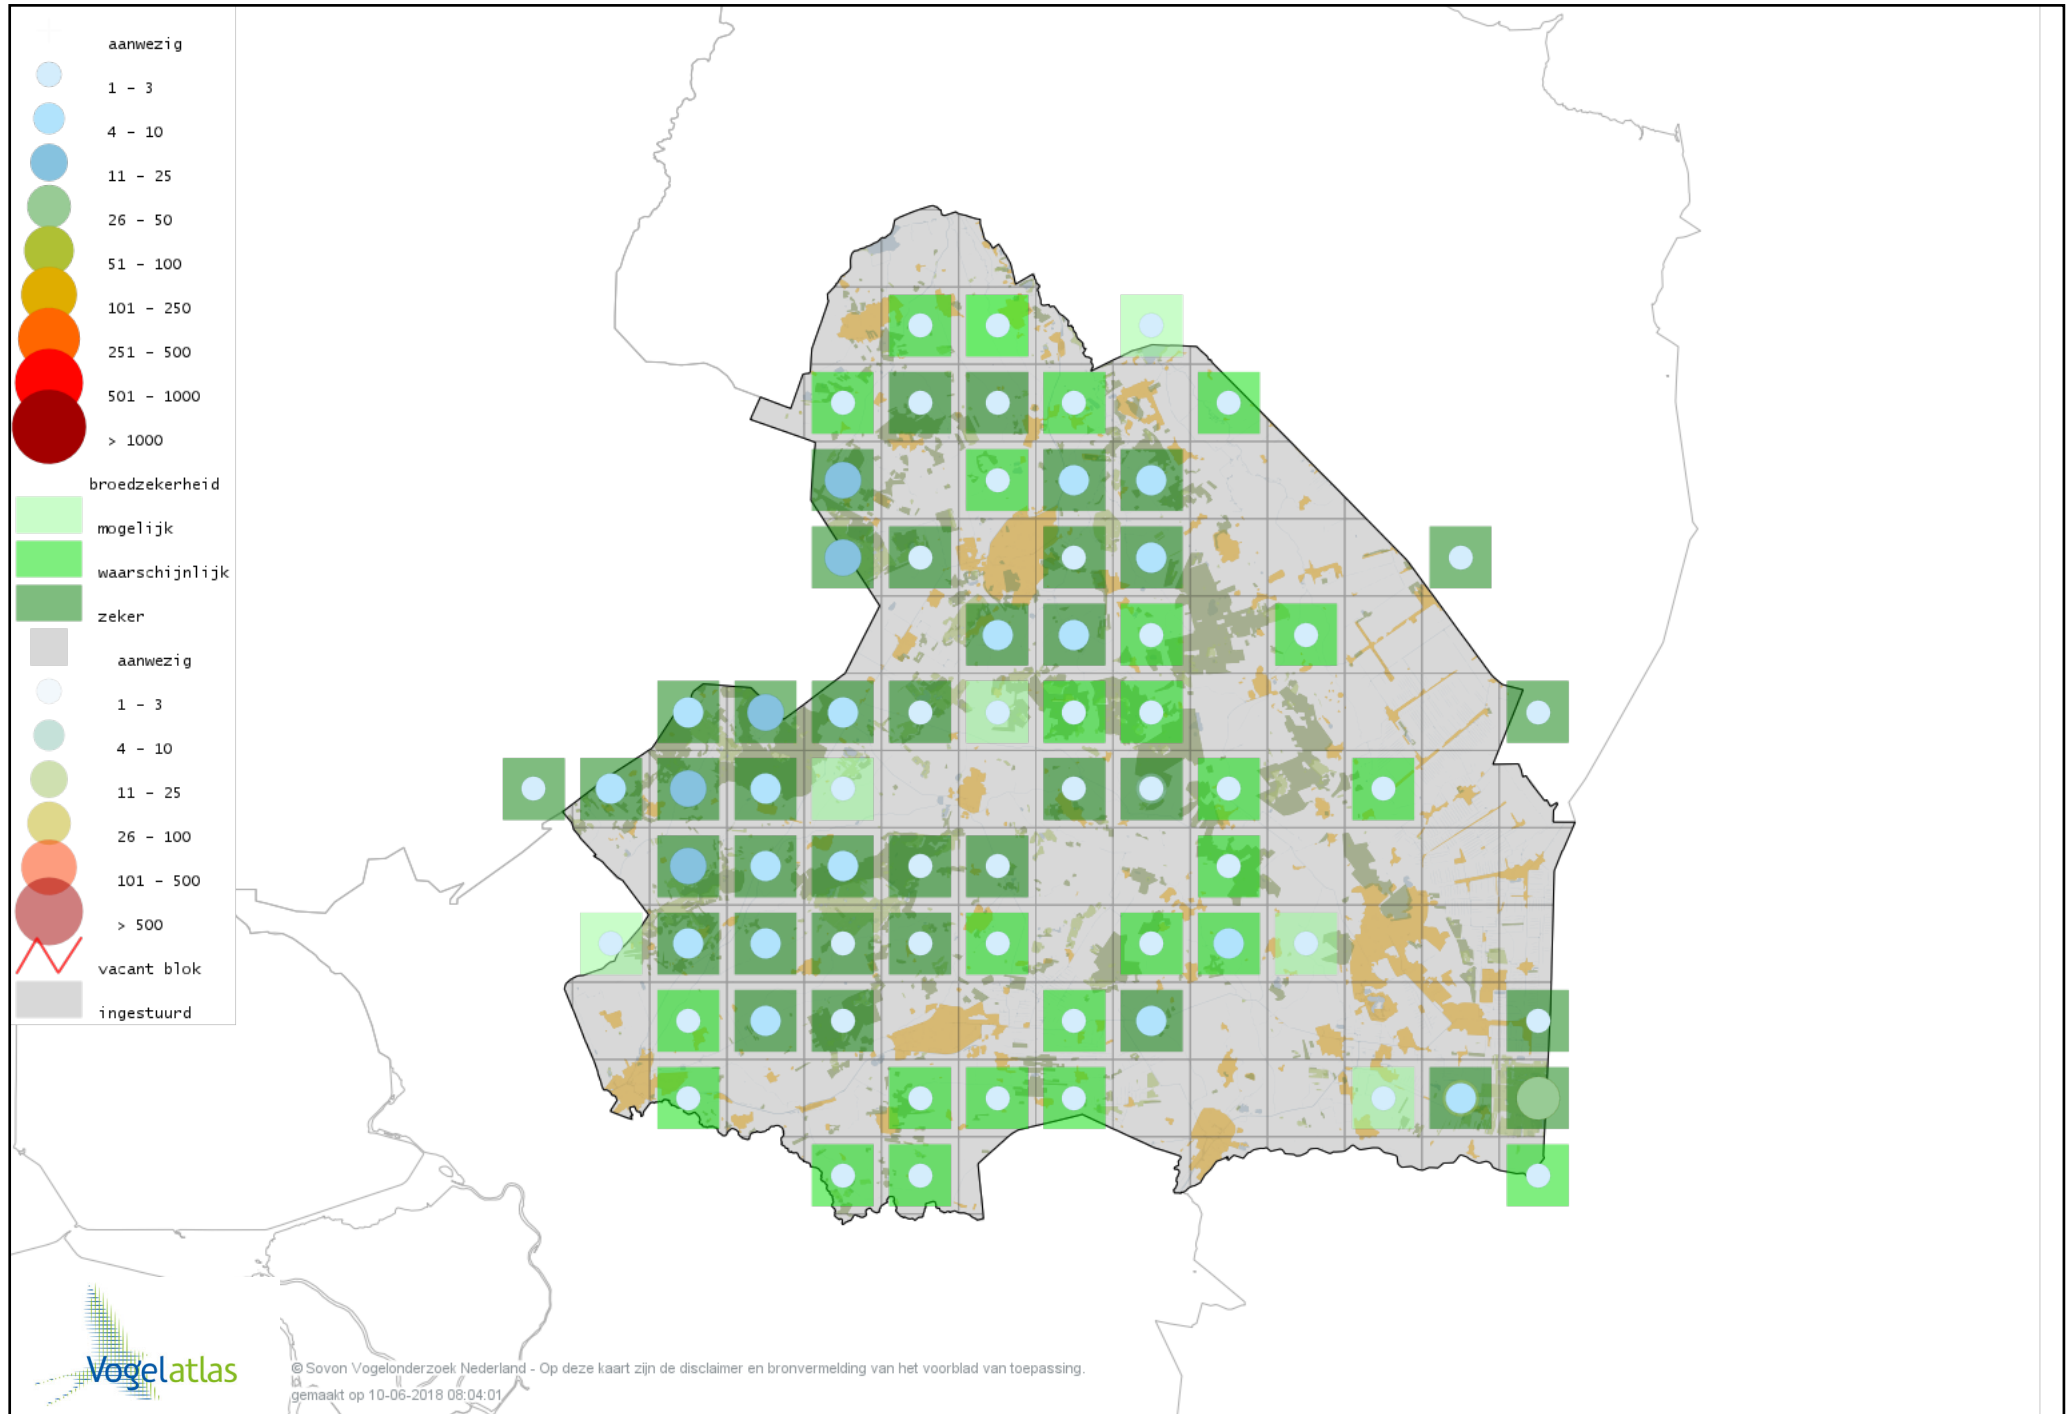 aanwezig
1 - 3
4 - 10
11 - 25
26 - 50
51 - 100
101 - 250
251 - 500
501 - 1000
> 1000
broedzekerheid
mogelijk
waarschijnlijk
zeker
aanwezig
1 - 3
4 - 10
11 - 25
26 - 100
101 - 500
> 500
vacant blok
ingestuurd
Vogelatlas
© Sovon Vogelonderzoek Nederland - Op deze kaart zijn de disclaimer en bronvermelding van het voorblad van toepassing.
gemaakt op 10-06-2018 08:04:01